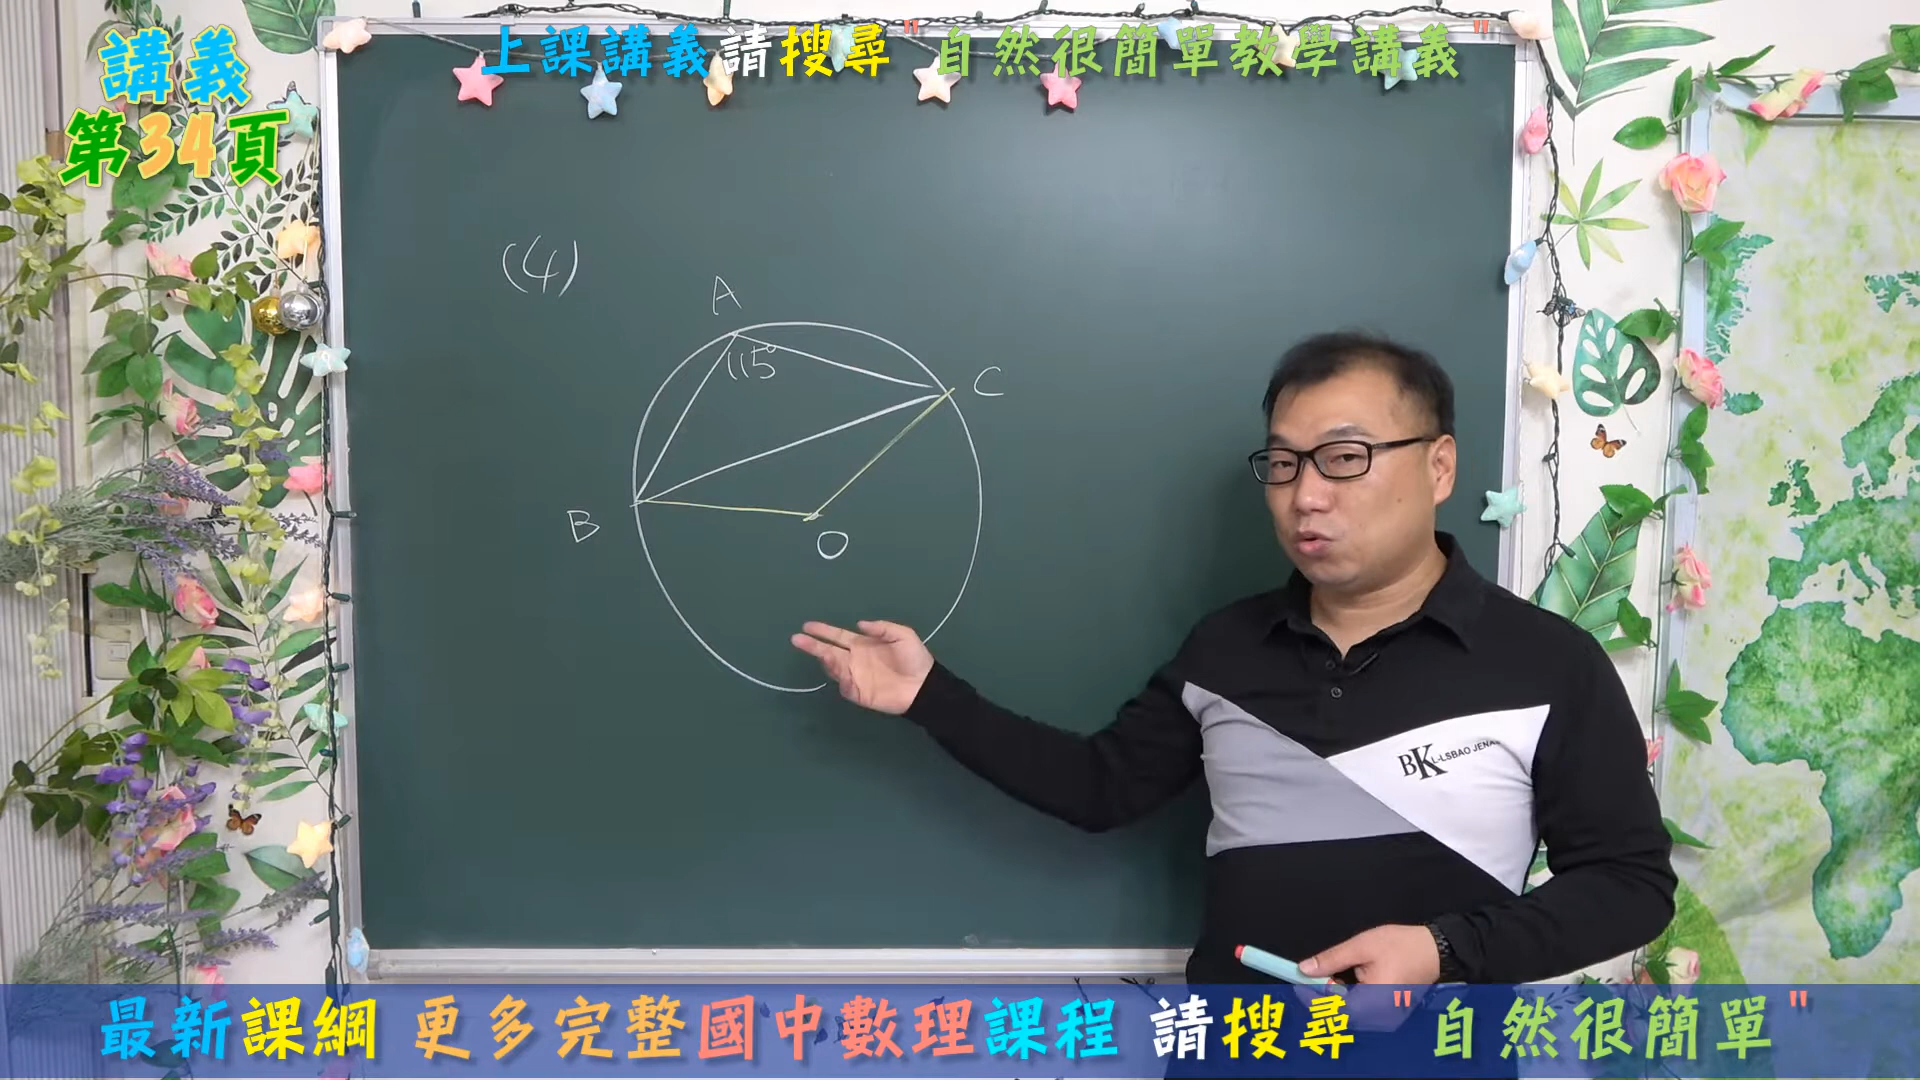 上課講義請搜尋"自然很簡單教學講義"
講義
第34頁
(4)
A
115°
C
B
O
BK
L-LSBAO JENA
最新課綱 更多完整國中數理課程 請搜尋 "自然很簡單"